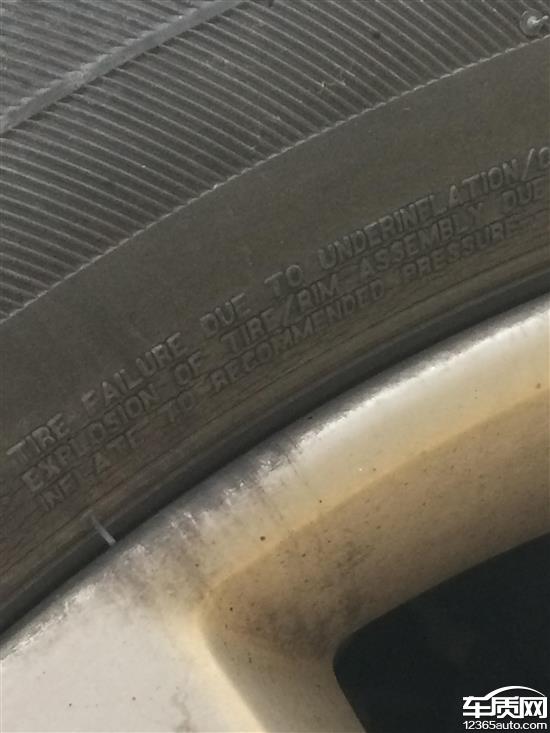 TIRE FAILURE DUE TO UNDERINFLATION/O
EXPLOSION OF TIRE/RIM ASSEMBLY DUE
INFLATE TO RECOMMENDED PRESSURE
车质网
12365auto.com